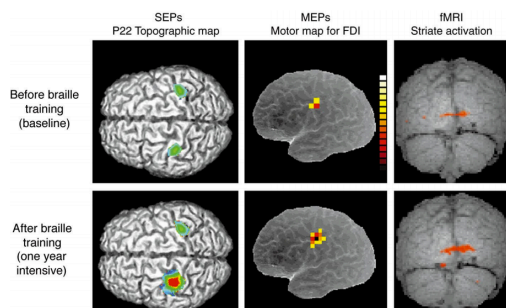 SEPs
P22 Topographic map
MEPs
Motor map for FDI
fMRI
Striate activation
Before braille
training
(baseline)
After braille
training
(one year
intensive)